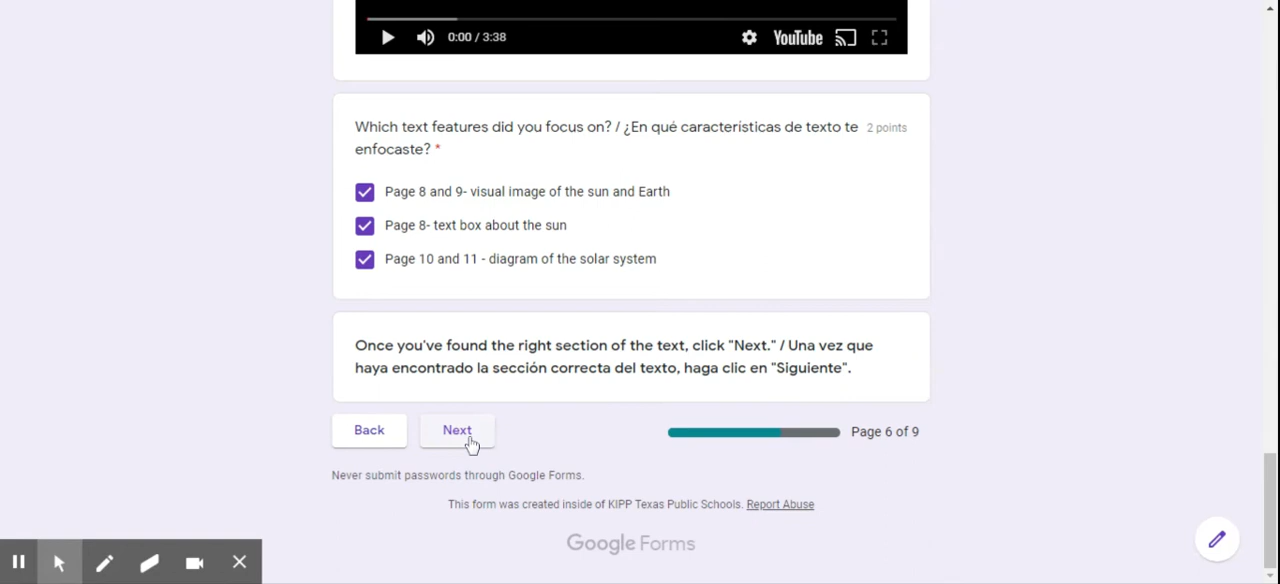 0:00 / 3:38
YouTube
Which text features did you focus on? / ¿En qué características de texto te
2 points
enfocaste? *
Page 8 and 9- visual image of the sun and Earth
Page 8- text box about the sun
Page 10 and 11 - diagram of the solar system
Once you've found the right section of the text, click "Next." / Una vez que
haya encontrado la sección correcta del texto, haga clic en "Siguiente".
Back
Next
Page 6 of 9
Never submit passwords through Google Forms.
This form was created inside of KIPP Texas Public Schools. Report Abuse
Google Forms